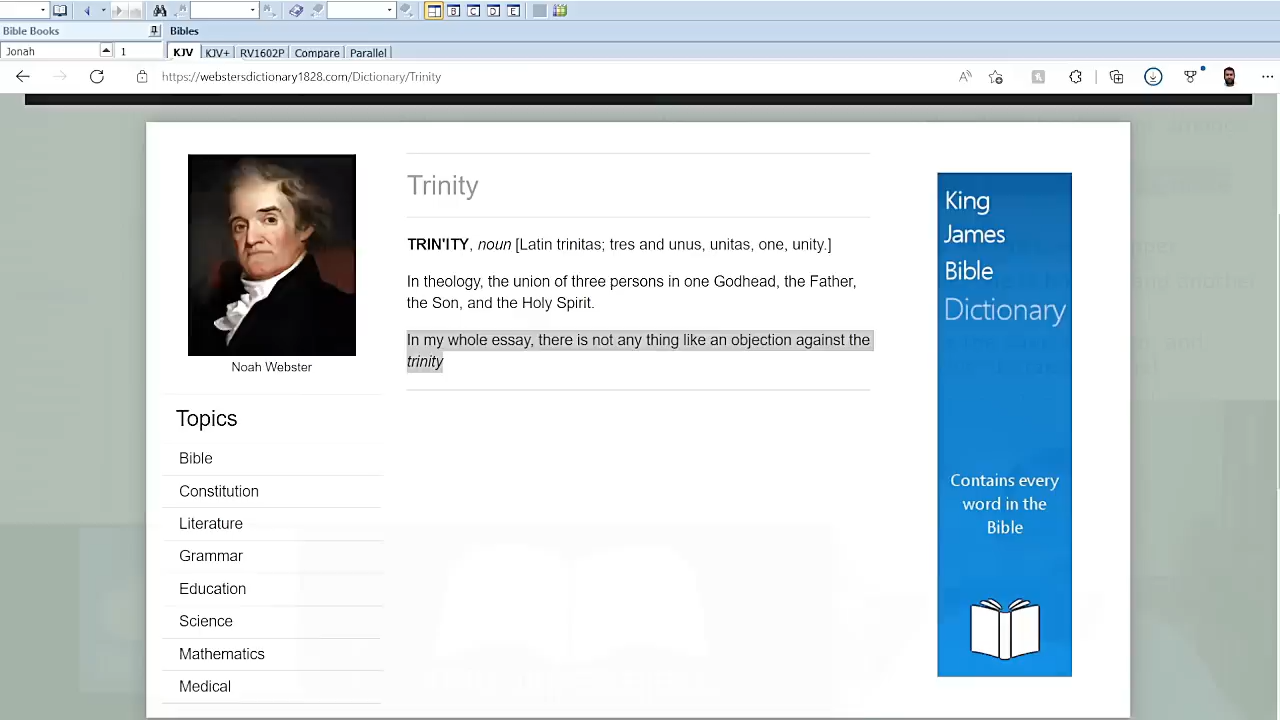 Bible Books
Bibles
Jonah
1
KJV
KJV+
RV1602P
Compare
Parallel
https://webstersdictionary1828.com/Dictionary/Trinity
Trinity
TRIN'ITY, noun [Latin trinitas; tres and unus, unitas, one, unity.]
In theology, the union of three persons in one Godhead, the Father,
the Son, and the Holy Spirit.
In my whole essay, there is not any thing like an objection against the
trinity
Noah Webster
Topics
Bible
Constitution
Literature
Grammar
Education
Science
Mathematics
Medical
King
James
Bible
Dictionary
Contains every
word in the
Bible